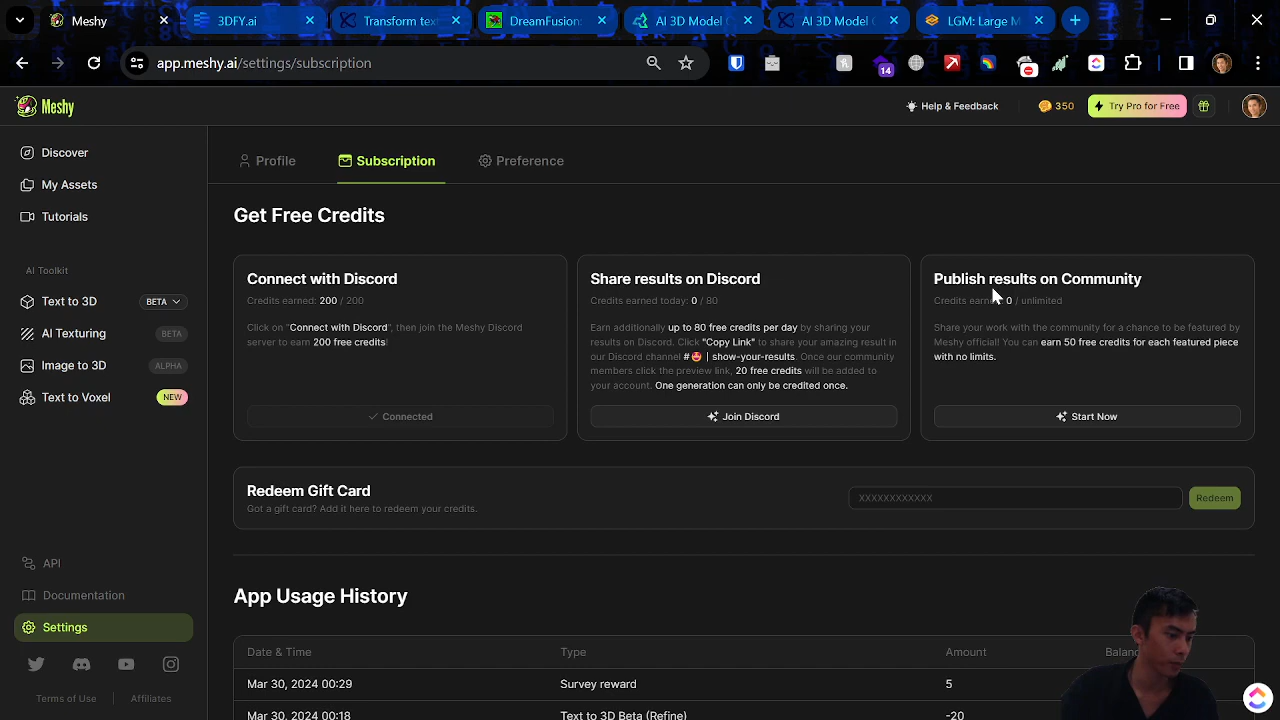 Meshy
3DFY.ai
Transform tex
DreamFusion:
AI 3D Model C
AI 3D Model C
LGM: Large M
app.meshy.ai/settings/subscription
14
Meshy
Help & Feedback
350
Try Pro for Free
Discover
My Assets
Tutorials
AI Toolkit
Text to 3D
BETA
AI Texturing
BETA
Image to 3D
ALPHA
Text to Voxel
NEW
API
Documentation
Settings
Terms of Use
Affiliates
Profile
Subscription
Preference
Get Free Credits
Connect with Discord
Credits earned: 200 / 200
Click on "Connect with Discord", then join the Meshy Discord
server to earn 200 free credits!
Connected
Share results on Discord
Credits earned today: 0 / 80
Earn additionally up to 80 free credits per day by sharing your
results on Discord. Click "Copy Link" to share your amazing result in
our Discord channel #🤩 | show-your-results. Once our community
members click the preview link, 20 free credits will be added to
your account. One generation can only be credited once.
Join Discord
Publish results on Community
Credits earned: 0 / unlimited
Share your work with the community for a chance to be featured by
Meshy official! You can earn 50 free credits for each featured piece
with no limits.
Start Now
Redeem Gift Card
Got a gift card? Add it here to redeem your credits.
XXXXXXXXXXXX
Redeem
App Usage History
Date & Time
Type
Amount
Balanc
Mar 30, 2024 00:29
Survey reward
5
Mar 30, 2024 00:18
Text to 3D Beta (Refine)
-20